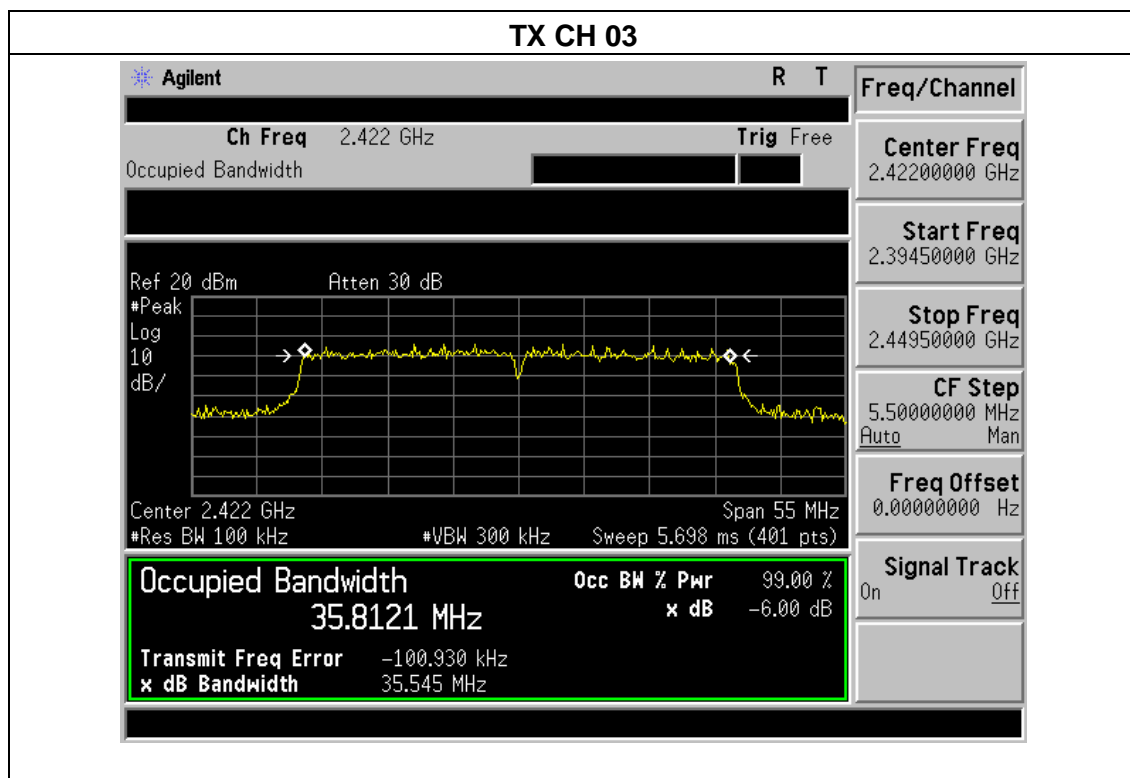 TX CH 03
Agilent R T
Ch Freq 2.422 GHz Trig Free
Occupied Bandwidth
Ref 20 dBm Atten 30 dB
#Peak
Log
10
dB/
Center 2.422 GHz Span 55 MHz
#Res BW 100 kHz #VBW 300 kHz Sweep 5.698 ms (401 pts)
Occupied Bandwidth Occ BW % Pwr 99.00 %
35.8121 MHz x dB -6.00 dB
Transmit Freq Error -100.930 kHz
x dB Bandwidth 35.545 MHz
Freq/Channel
Center Freq
2.42200000 GHz
Start Freq
2.39450000 GHz
Stop Freq
2.44950000 GHz
CF Step
5.50000000 MHz
Auto Man
Freq Offset
0.00000000 Hz
Signal Track
On Off